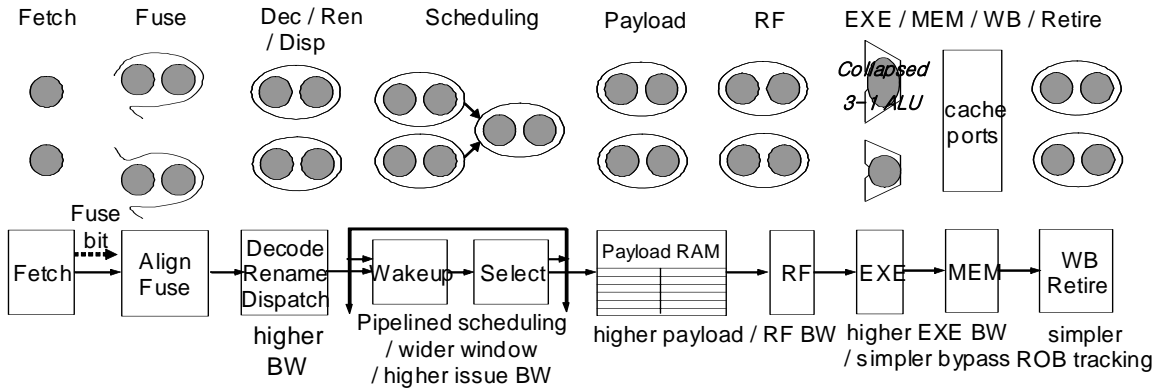 Fetch
Fuse
Dec / Ren
/ Disp
Scheduling
Payload
RF
EXE / MEM / WB / Retire
Collapsed
3-1 ALU
cache
ports
Fuse
bit
Fetch
Align
Fuse
Decode
Rename
Dispatch
Wakeup
Select
Payload RAM
RF
EXE
MEM
WB
Retire
higher
BW
Pipelined scheduling
/ wider window
/ higher issue BW
higher payload / RF BW
higher EXE BW
/ simpler bypass
simpler
ROB tracking